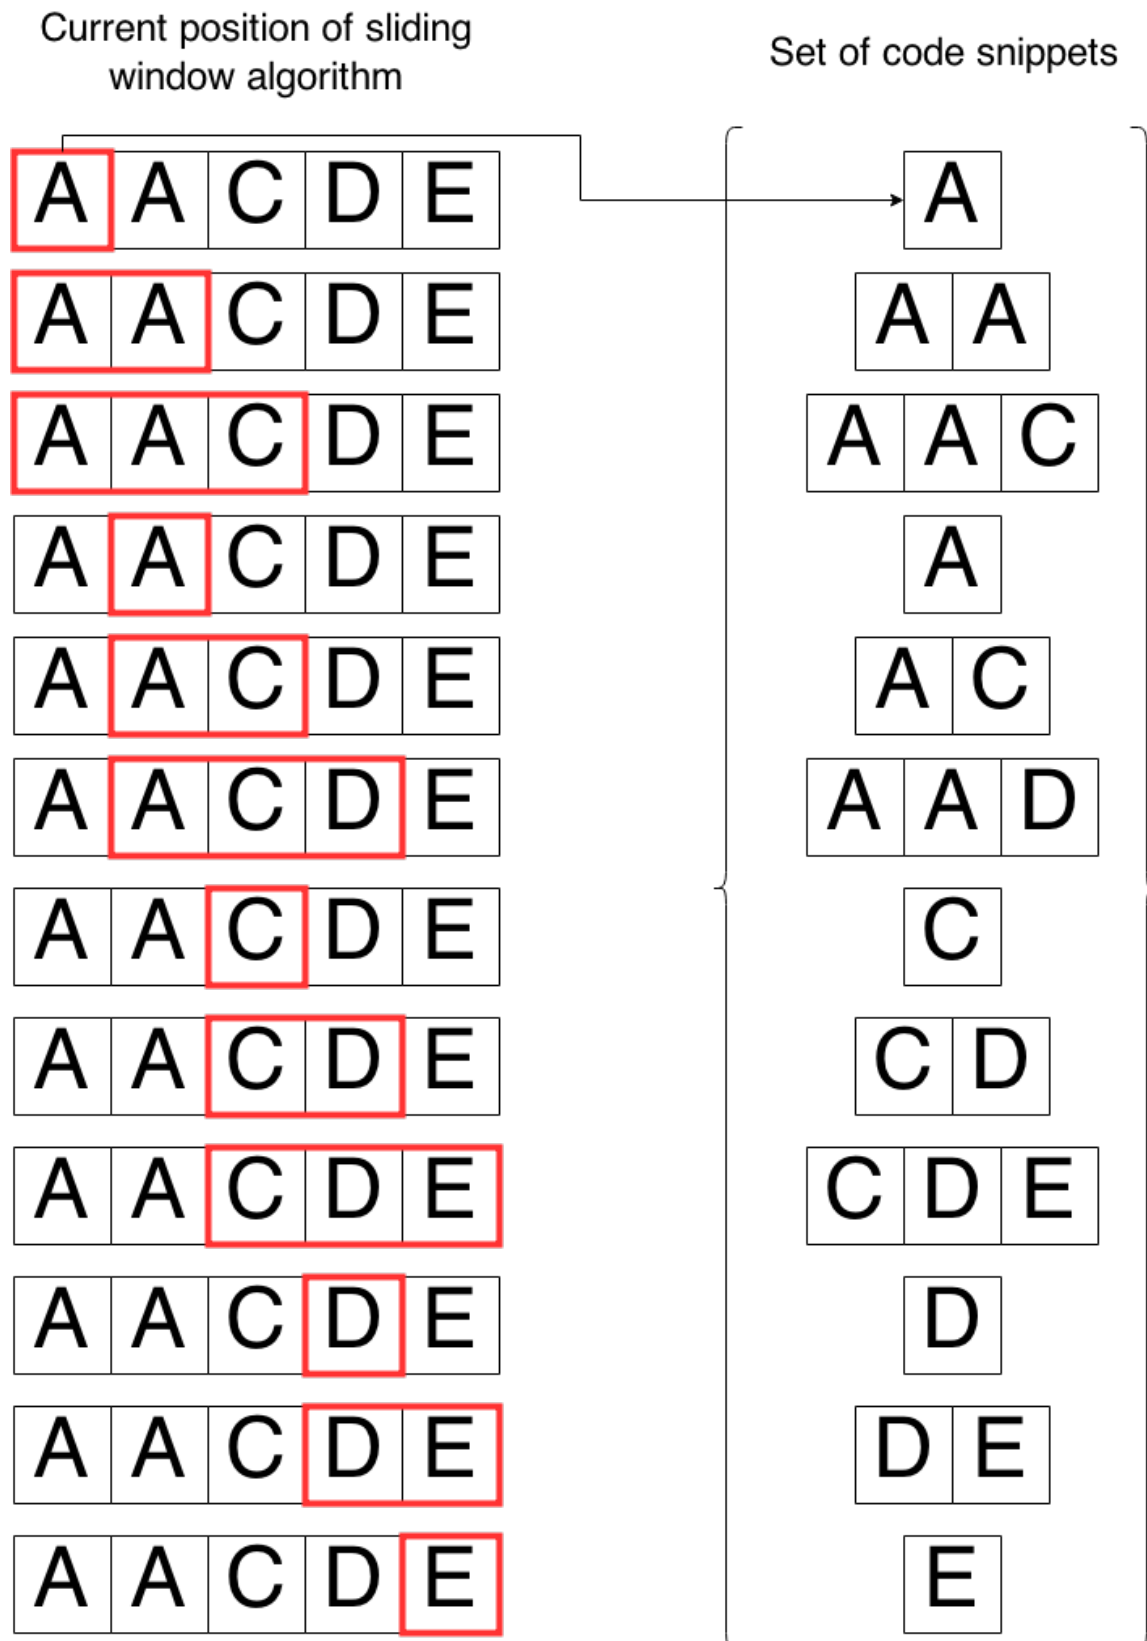 Current position of sliding
window algorithm
Set of code snippets
A A C D E
A
A A C D E
A A
A A C D E
A A C
A A C D E
A
A A C D E
A C
A A C D E
A A D
A A C D E
C
A A C D E
C D
A A C D E
C D E
A A C D E
D
A A C D E
D E
A A C D E
E